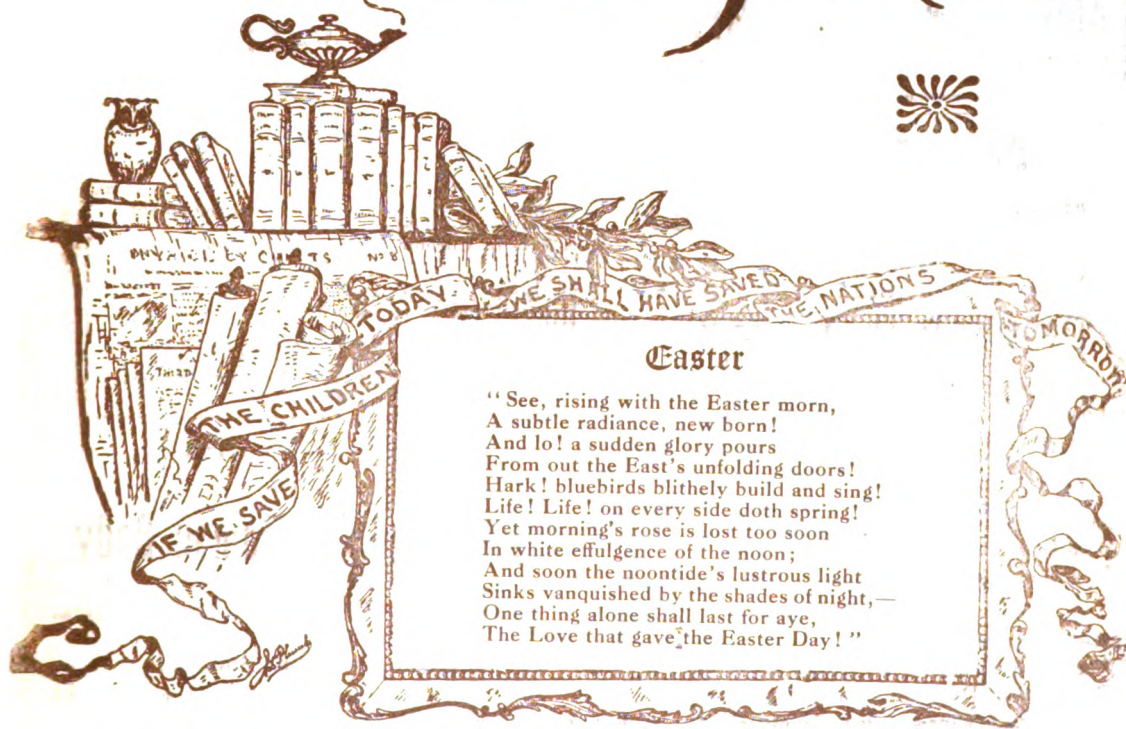 No 8
IF WE SAVE
THE CHILDREN
TODAY
WE SHALL HAVE SAVED
THE NATIONS
TOMORROW
Easter
“ See, rising with the Easter morn,
A subtle radiance, new born!
And lo! a sudden glory pours
From out the East's unfolding doors!
Hark! bluebirds blithely build and sing!
Life! Life! on every side doth spring!
Yet morning's rose is lost too soon
In white effulgence of the noon;
And soon the noontide's lustrous light
Sinks vanquished by the shades of night,—
One thing alone shall last for aye,
The Love that gave the Easter Day! ”